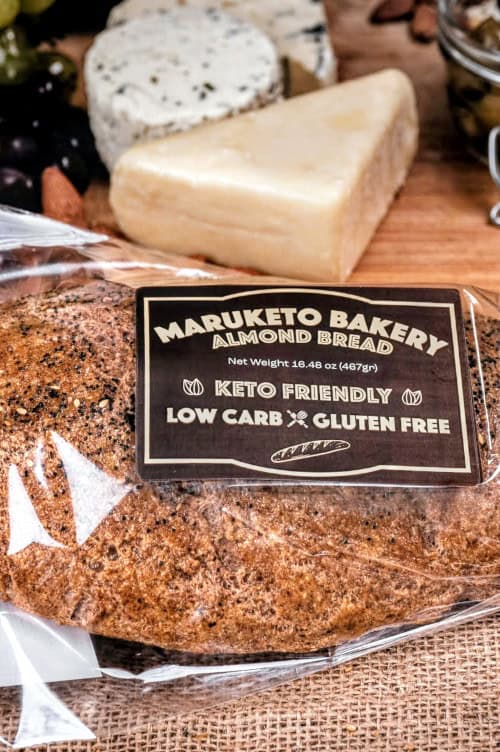 MARUKETO BAKERY
ALMOND BREAD
Net Weight 16.48 oz (467gr)
KETO FRIENDLY
LOW CARB GLUTEN FREE